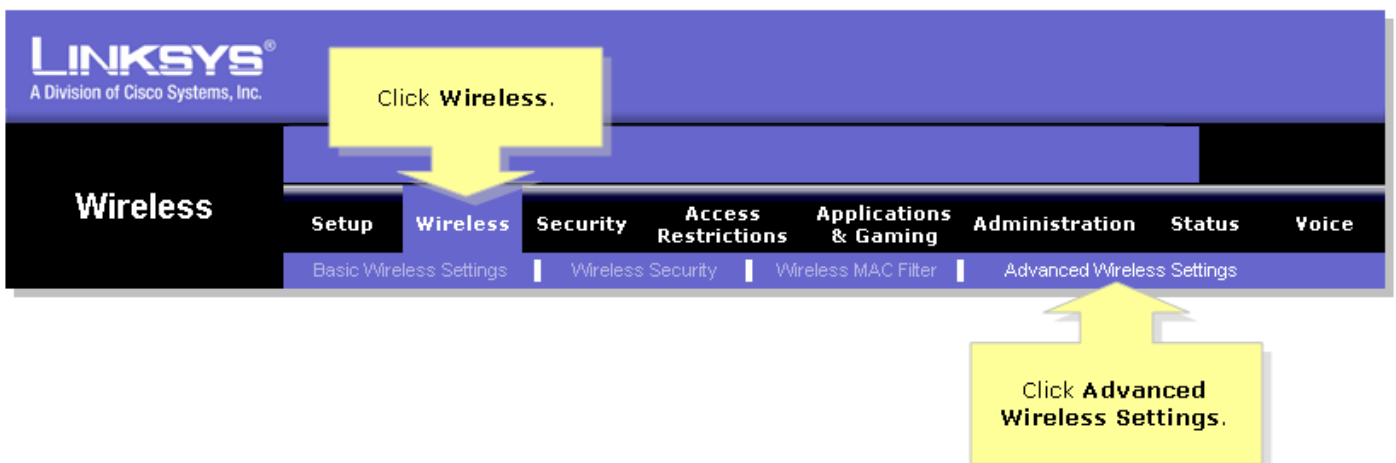 LINKSYS®
A Division of Cisco Systems, Inc.
Click Wireless.
Wireless
Setup
Wireless
Security
Access
Restrictions
Applications
& Gaming
Administration
Status
Voice
Basic Wireless Settings
Wireless Security
Wireless MAC Filter
Advanced Wireless Settings
Click Advanced
Wireless Settings.